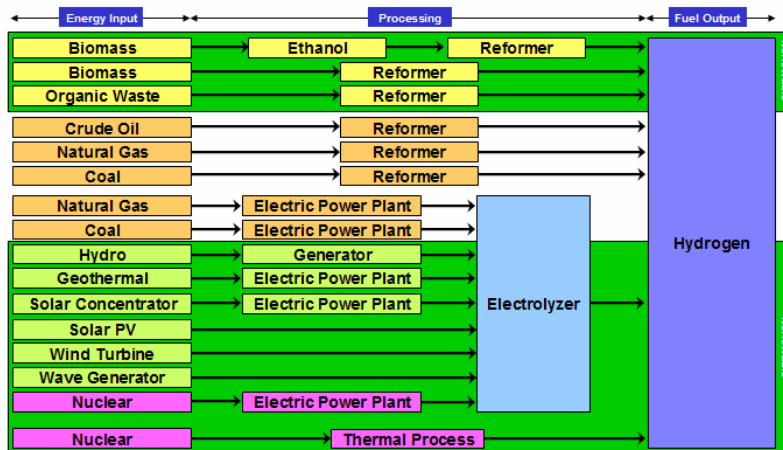 Energy Input Processing Fuel Output
Biomass Ethanol Reformer
Biomass Reformer
Organic Waste Reformer
Crude Oil Reformer
Natural Gas Reformer
Coal Reformer
Natural Gas Electric Power Plant
Coal Electric Power Plant
Hydro Generator
Hydrogen
Geothermal Electric Power Plant
Solar Concentrator Electric Power Plant Electrolyzer
Solar PV
Wind Turbine
Wave Generator
Nuclear Electric Power Plant
Nuclear Thermal Process